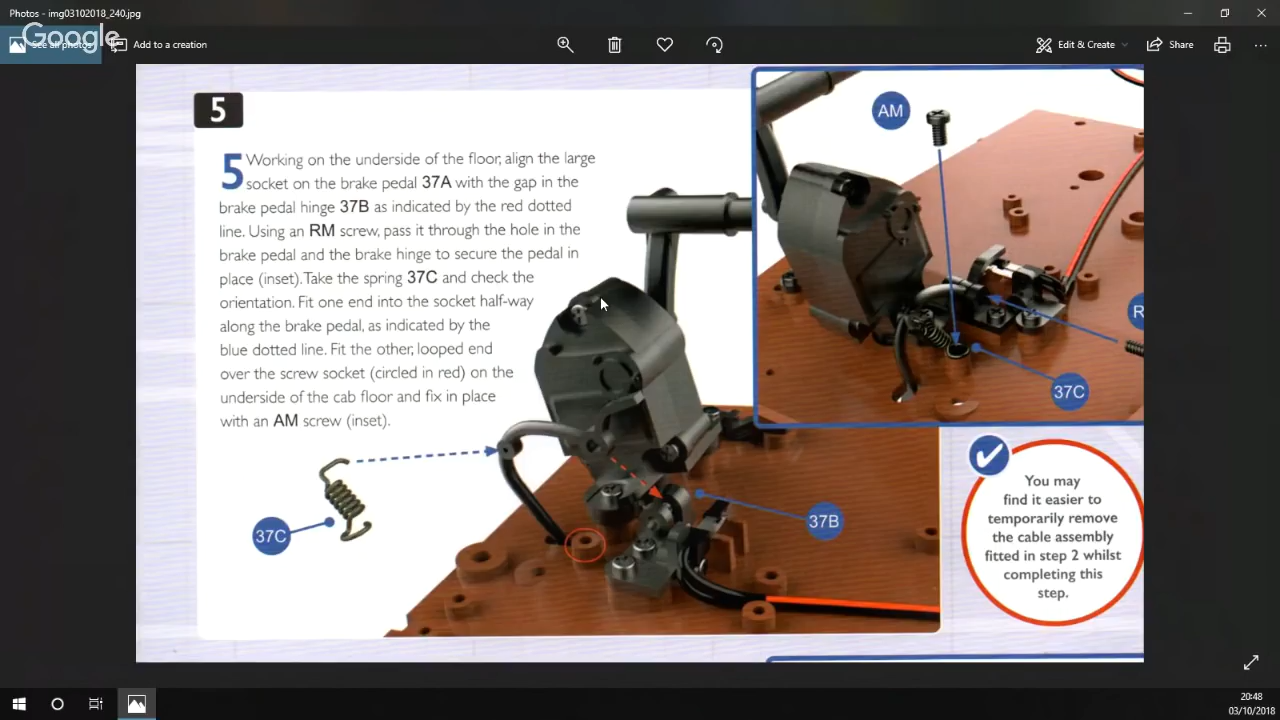 Photos - img03102018_240.jpg
Google
See all photos
Add to a creation
Edit & Create
Share
5
5 Working on the underside of the floor, align the large
socket on the brake pedal 37A with the gap in the
brake pedal hinge 37B as indicated by the red dotted
line. Using an RM screw, pass it through the hole in the
brake pedal and the brake hinge to secure the pedal in
place (inset). Take the spring 37C and check the
orientation. Fit one end into the socket half-way
along the brake pedal, as indicated by the
blue dotted line. Fit the other, looped end
over the screw socket (circled in red) on the
underside of the cab floor and fix in place
with an AM screw (inset).
37C
37B
AM
R
37C
You may
find it easier to
temporarily remove
the cable assembly
fitted in step 2 whilst
completing this
step.
20:48
03/10/2018